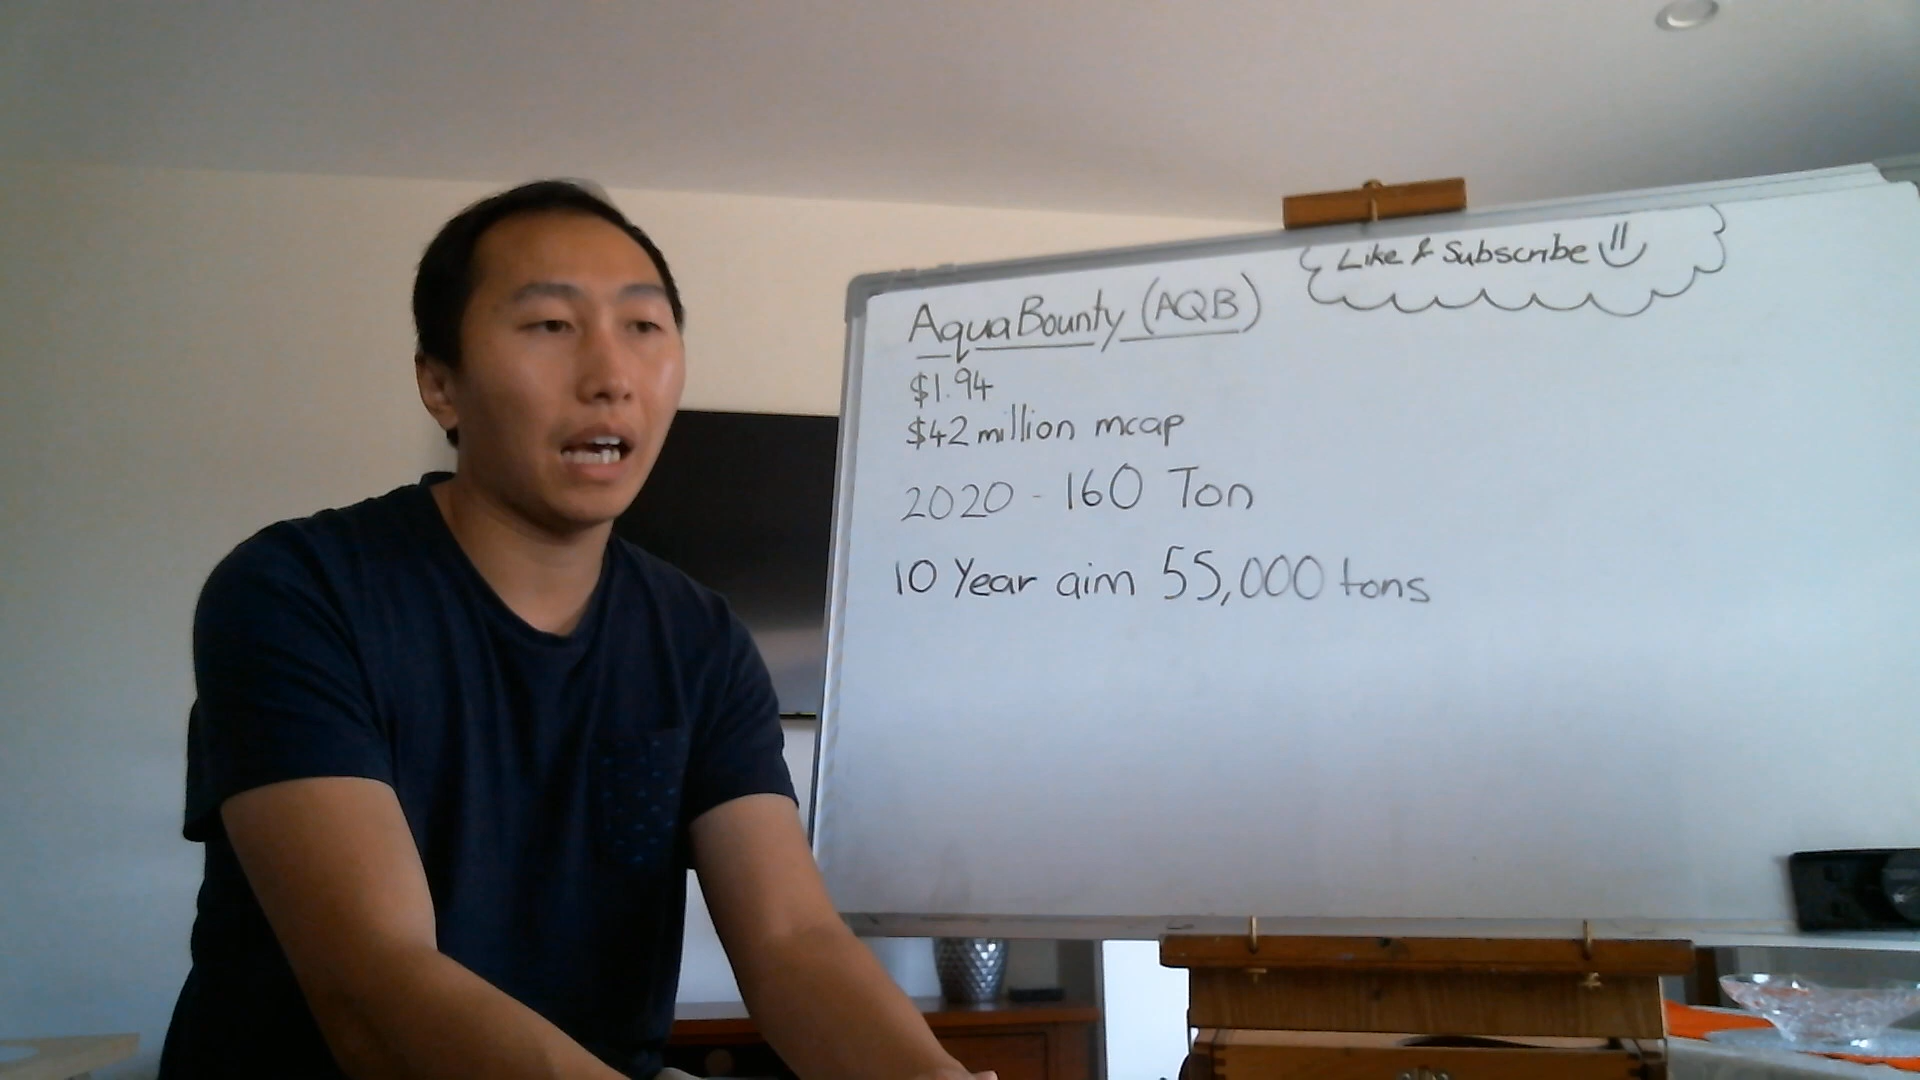 Like & Subscribe
AquaBounty (AQB)
$1.94
$42 million mcap
2020 - 160 Ton
10 Year aim 55,000 tons